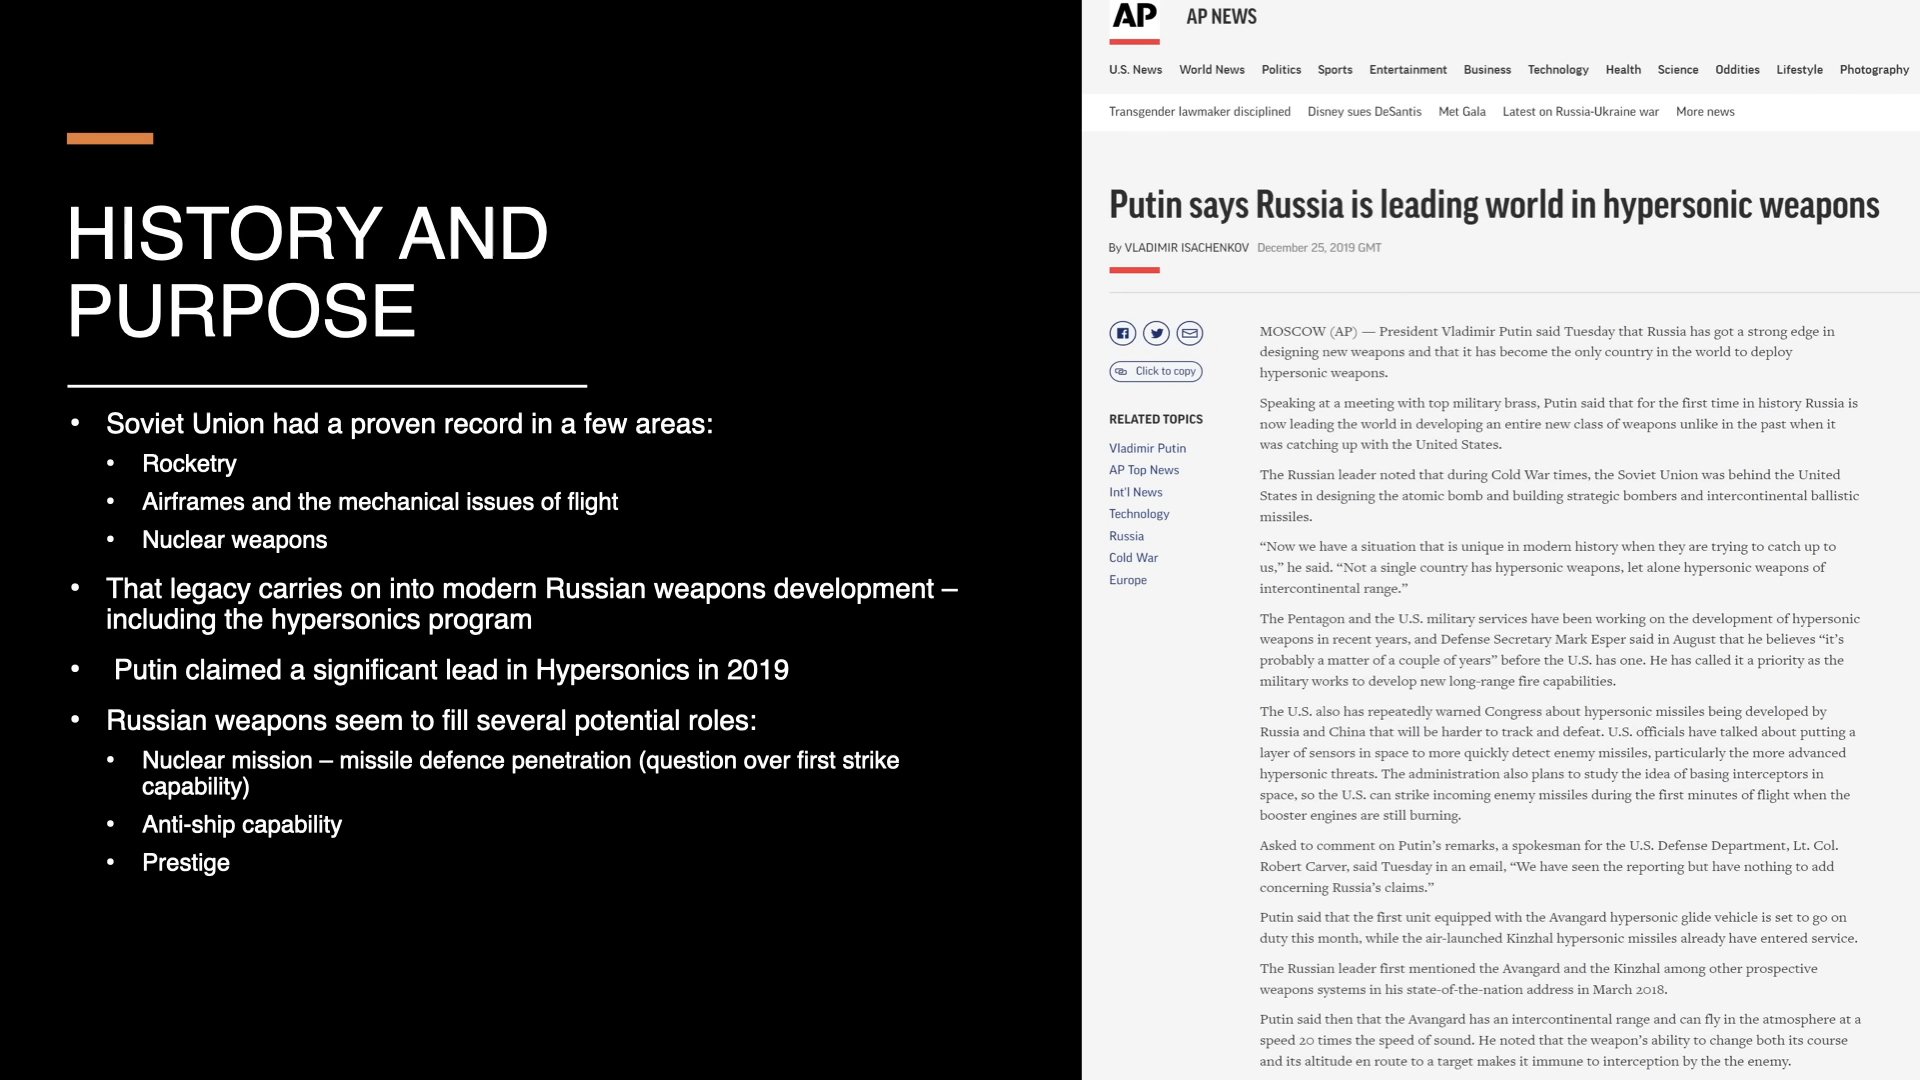 HISTORY AND
PURPOSE
• Soviet Union had a proven record in a few areas:
• Rocketry
• Airframes and the mechanical issues of flight
• Nuclear weapons
• That legacy carries on into modern Russian weapons development –
including the hypersonics program
• Putin claimed a significant lead in Hypersonics in 2019
• Russian weapons seem to fill several potential roles:
• Nuclear mission – missile defence penetration (question over first strike
capability)
• Anti-ship capability
• Prestige
AP AP NEWS
U.S. News World News Politics Sports Entertainment Business Technology Health Science Oddities Lifestyle Photography
Transgender lawmaker disciplined Disney sues DeSantis Met Gala Latest on Russia-Ukraine war More news
Putin says Russia is leading world in hypersonic weapons
By VLADIMIR ISACHENKOV December 25, 2019 GMT
Click to copy
RELATED TOPICS
Vladimir Putin
AP Top News
Int'l News
Technology
Russia
Cold War
Europe
MOSCOW (AP) — President Vladimir Putin said Tuesday that Russia has got a strong edge in
designing new weapons and that it has become the only country in the world to deploy
hypersonic weapons.
Speaking at a meeting with top military brass, Putin said that for the first time in history Russia is
now leading the world in developing an entire new class of weapons unlike in the past when it
was catching up with the United States.
The Russian leader noted that during Cold War times, the Soviet Union was behind the United
States in designing the atomic bomb and building strategic bombers and intercontinental ballistic
missiles.
“Now we have a situation that is unique in modern history when they are trying to catch up to
us,” he said. “Not a single country has hypersonic weapons, let alone hypersonic weapons of
intercontinental range.”
The Pentagon and the U.S. military services have been working on the development of hypersonic
weapons in recent years, and Defense Secretary Mark Esper said in August that he believes “it’s
probably a matter of a couple of years” before the U.S. has one. He has called it a priority as the
military works to develop new long-range fire capabilities.
The U.S. also has repeatedly warned Congress about hypersonic missiles being developed by
Russia and China that will be harder to track and defeat. U.S. officials have talked about putting a
layer of sensors in space to more quickly detect enemy missiles, particularly the more advanced
hypersonic threats. The administration also plans to study the idea of basing interceptors in
space, so the U.S. can strike incoming enemy missiles during the first minutes of flight when the
booster engines are still burning.
Asked to comment on Putin’s remarks, a spokesman for the U.S. Defense Department, Lt. Col.
Robert Carver, said Tuesday in an email, “We have seen the reporting but have nothing to add
concerning Russia’s claims.”
Putin said that the first unit equipped with the Avangard hypersonic glide vehicle is set to go on
duty this month, while the air-launched Kinzhal hypersonic missiles already have entered service.
The Russian leader first mentioned the Avangard and the Kinzhal among other prospective
weapons systems in his state-of-the-nation address in March 2018.
Putin said then that the Avangard has an intercontinental range and can fly in the atmosphere at a
speed 20 times the speed of sound. He noted that the weapon’s ability to change both its course
and its altitude en route to a target makes it immune to interception by the the enemy.